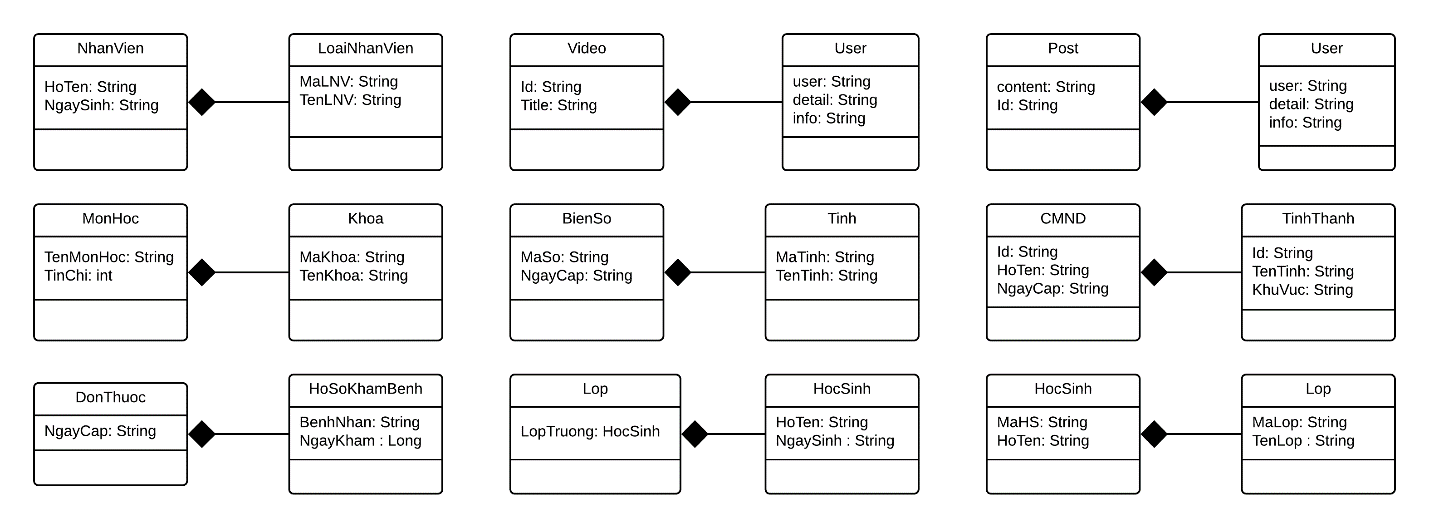 NhanVien
HoTen: String
NgaySinh: String
LoaiNhanVien
MaLNV: String
TenLNV: String
Video
Id: String
Title: String
User
user: String
detail: String
info: String
Post
content: String
Id: String
User
user: String
detail: String
info: String
MonHoc
TenMonHoc: String
TinChi: int
Khoa
MaKhoa: String
TenKhoa: String
BienSo
MaSo: String
NgayCap: String
Tinh
MaTinh: String
TenTinh: String
CMND
Id: String
HoTen: String
NgayCap: String
TinhThanh
Id: String
TenTinh: String
KhuVuc: String
DonThuoc
NgayCap: String
HoSoKhamBenh
BenhNhan: String
NgayKham : Long
Lop
LopTruong: HocSinh
HocSinh
HoTen: String
NgaySinh : String
HocSinh
MaHS: String
HoTen: String
Lop
MaLop: String
TenLop : String